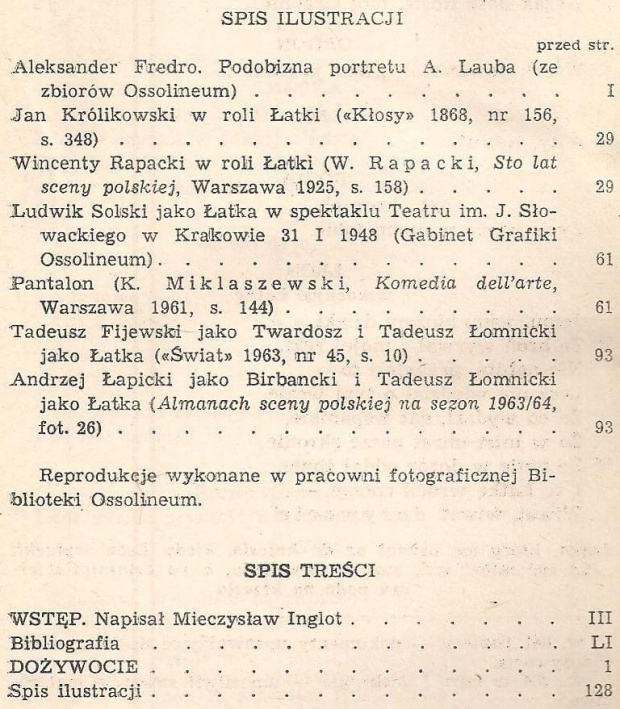 SPIS ILUSTRACJI
przed str.
Aleksander Fredro. Podobizna portretu A. Lauba (ze
zbiorów Ossolineum) . . . . . . . . . . I
Jan Królikowski w roli Łatki («Kłosy» 1868, nr 156,
s. 348) . . . . . . . . . . . . . . 29
Wincenty Rapacki w roli Łatki (W. Rapacki, Sto lat
sceny polskiej, Warszawa 1925, s. 158) . . . . . 29
Ludwik Solski jako Łatka w spektaklu Teatru im. J. Sło-
wackiego w Krakowie 31 I 1948 (Gabinet Grafiki
Ossolineum) . . . . . . . . . . . . . 61
Pantalon (K. Miklaszewski, Komedia dell'arte,
Warszawa 1961, s. 144) . . . . . . . . . 61
Tadeusz Fijewski jako Twardosz i Tadeusz Łomnicki
jako Łatka («Świat» 1963, nr 45, s. 10) . . . . . 93
Andrzej Łapicki jako Birbancki i Tadeusz Łomnicki
jako Łatka (Almanach sceny polskiej na sezon 1963/64,
fot. 26) . . . . . . . . . . . . . . 93
Reprodukcje wykonane w pracowni fotograficznej Bi-
blioteki Ossolineum.
SPIS TREŚCI
WSTĘP. Napisał Mieczysław Inglot . . . . . . . III
Bibliografia . . . . . . . . . . . . . LI
DOŻYWOCIE . . . . . . . . . . . . . 1
Spis ilustracji . . . . . . . . . . . . . 128